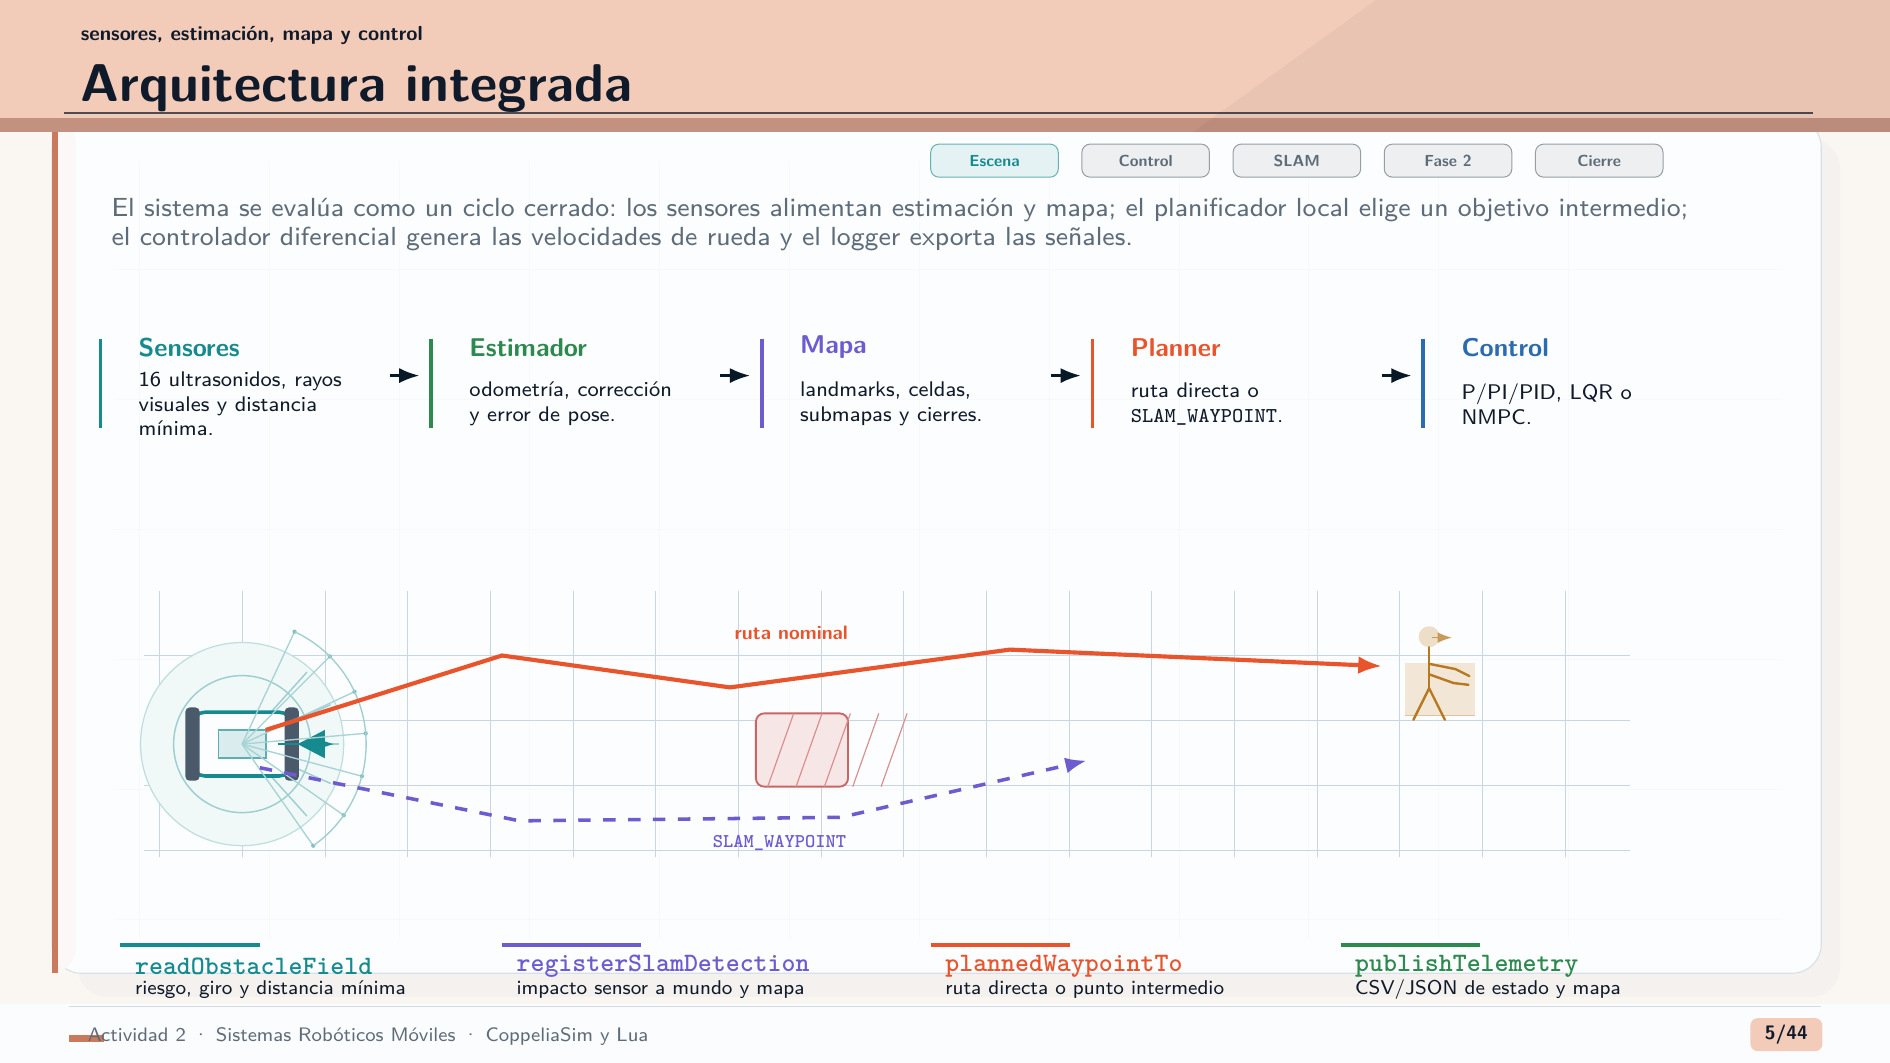 sensores, estimación, mapa y control
Arquitectura integrada
Escena
Control
SLAM
Fase 2
Cierre
El sistema se evalúa como un ciclo cerrado: los sensores alimentan estimación y mapa; el planificador local elige un objetivo intermedio;
el controlador diferencial genera las velocidades de rueda y el logger exporta las señales.
Sensores
16 ultrasonidos, rayos
visuales y distancia
mínima.
Estimador
odometría, corrección
y error de pose.
Mapa
landmarks, celdas,
submapas y cierres.
Planner
ruta directa o
SLAM_WAYPOINT.
Control
P/PI/PID, LQR o
NMPC.
ruta nominal
SLAM_WAYPOINT
readObstacleField
riesgo, giro y distancia mínima
registerSlamDetection
impacto sensor a mundo y mapa
plannedWaypointTo
ruta directa o punto intermedio
publishTelemetry
CSV/JSON de estado y mapa
Actividad 2 · Sistemas Robóticos Móviles · CoppeliaSim y Lua
5/44